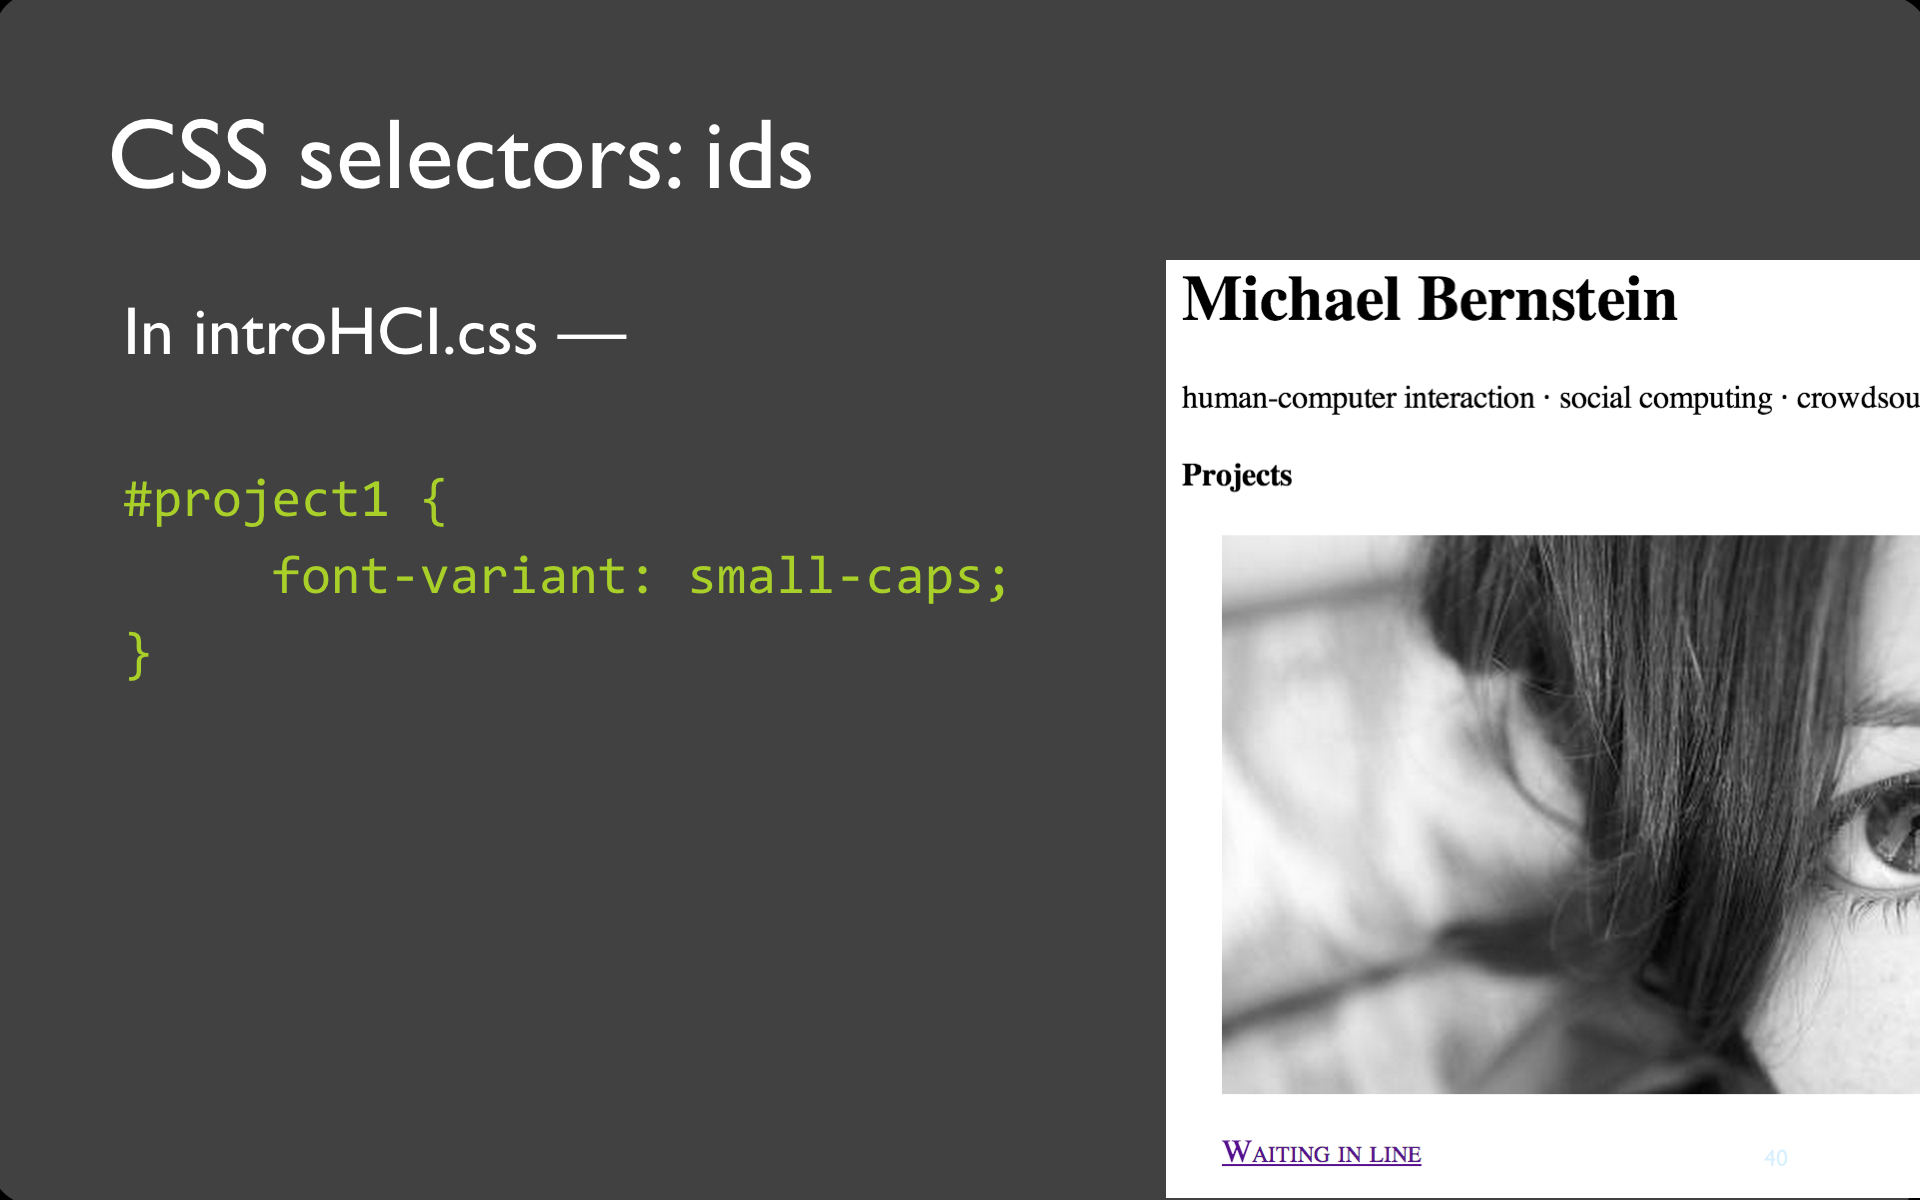 CSS selectors: ids
In introHCI.css —
#project1 {
font-variant: small-caps;
}
Michael Bernstein
human-computer interaction · social computing ·
Projects
Waiting in line
40